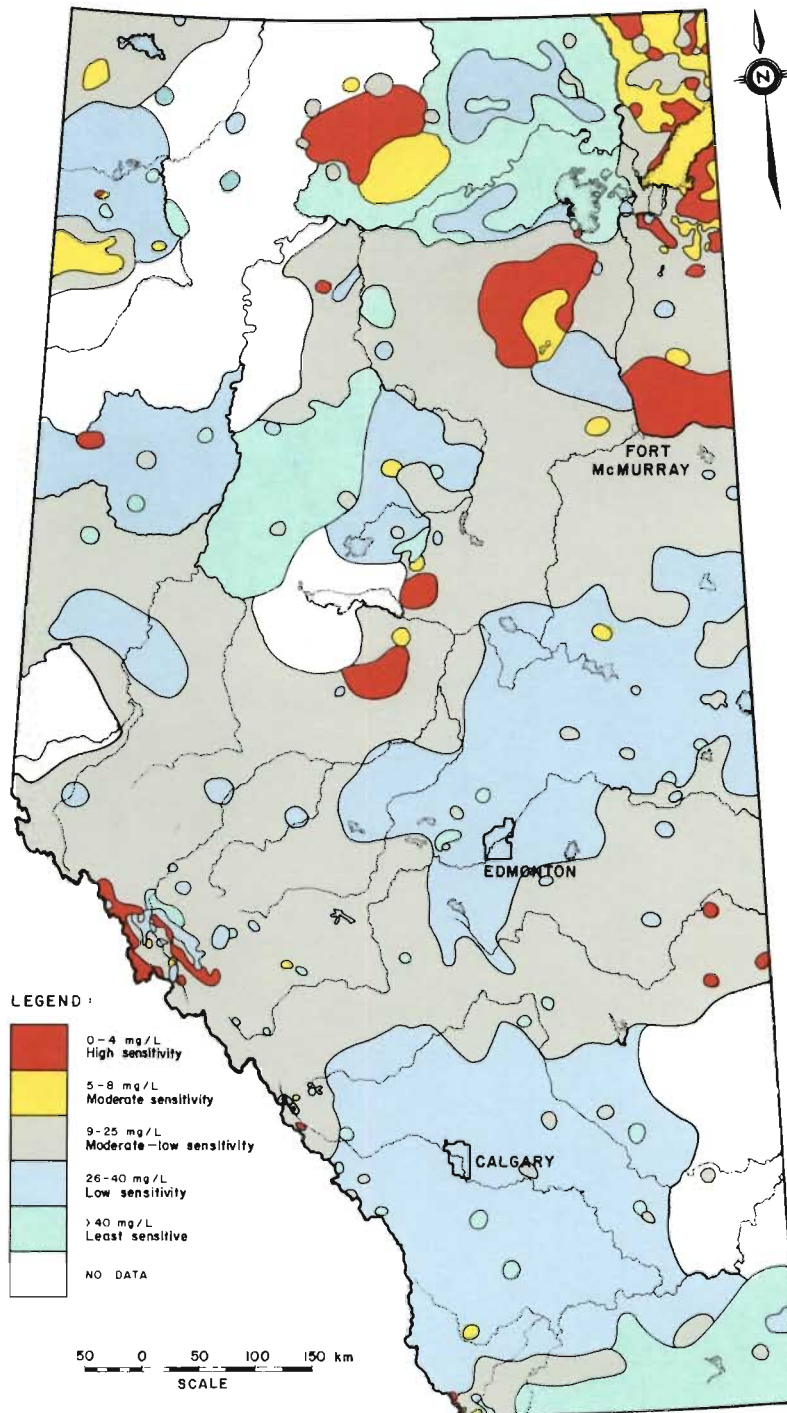 N
FORT
McMURRAY
EDMONTON
LEGEND :
0-4 mg/L
High sensitivity
5-8 mg/L
Moderate sensitivity
9-25 mg/L
Moderate-low sensitivity
26-40 mg/L
Low sensitivity
>40 mg/L
Least sensitive
NO DATA
CALGARY
50 0 50 100 150 km
SCALE